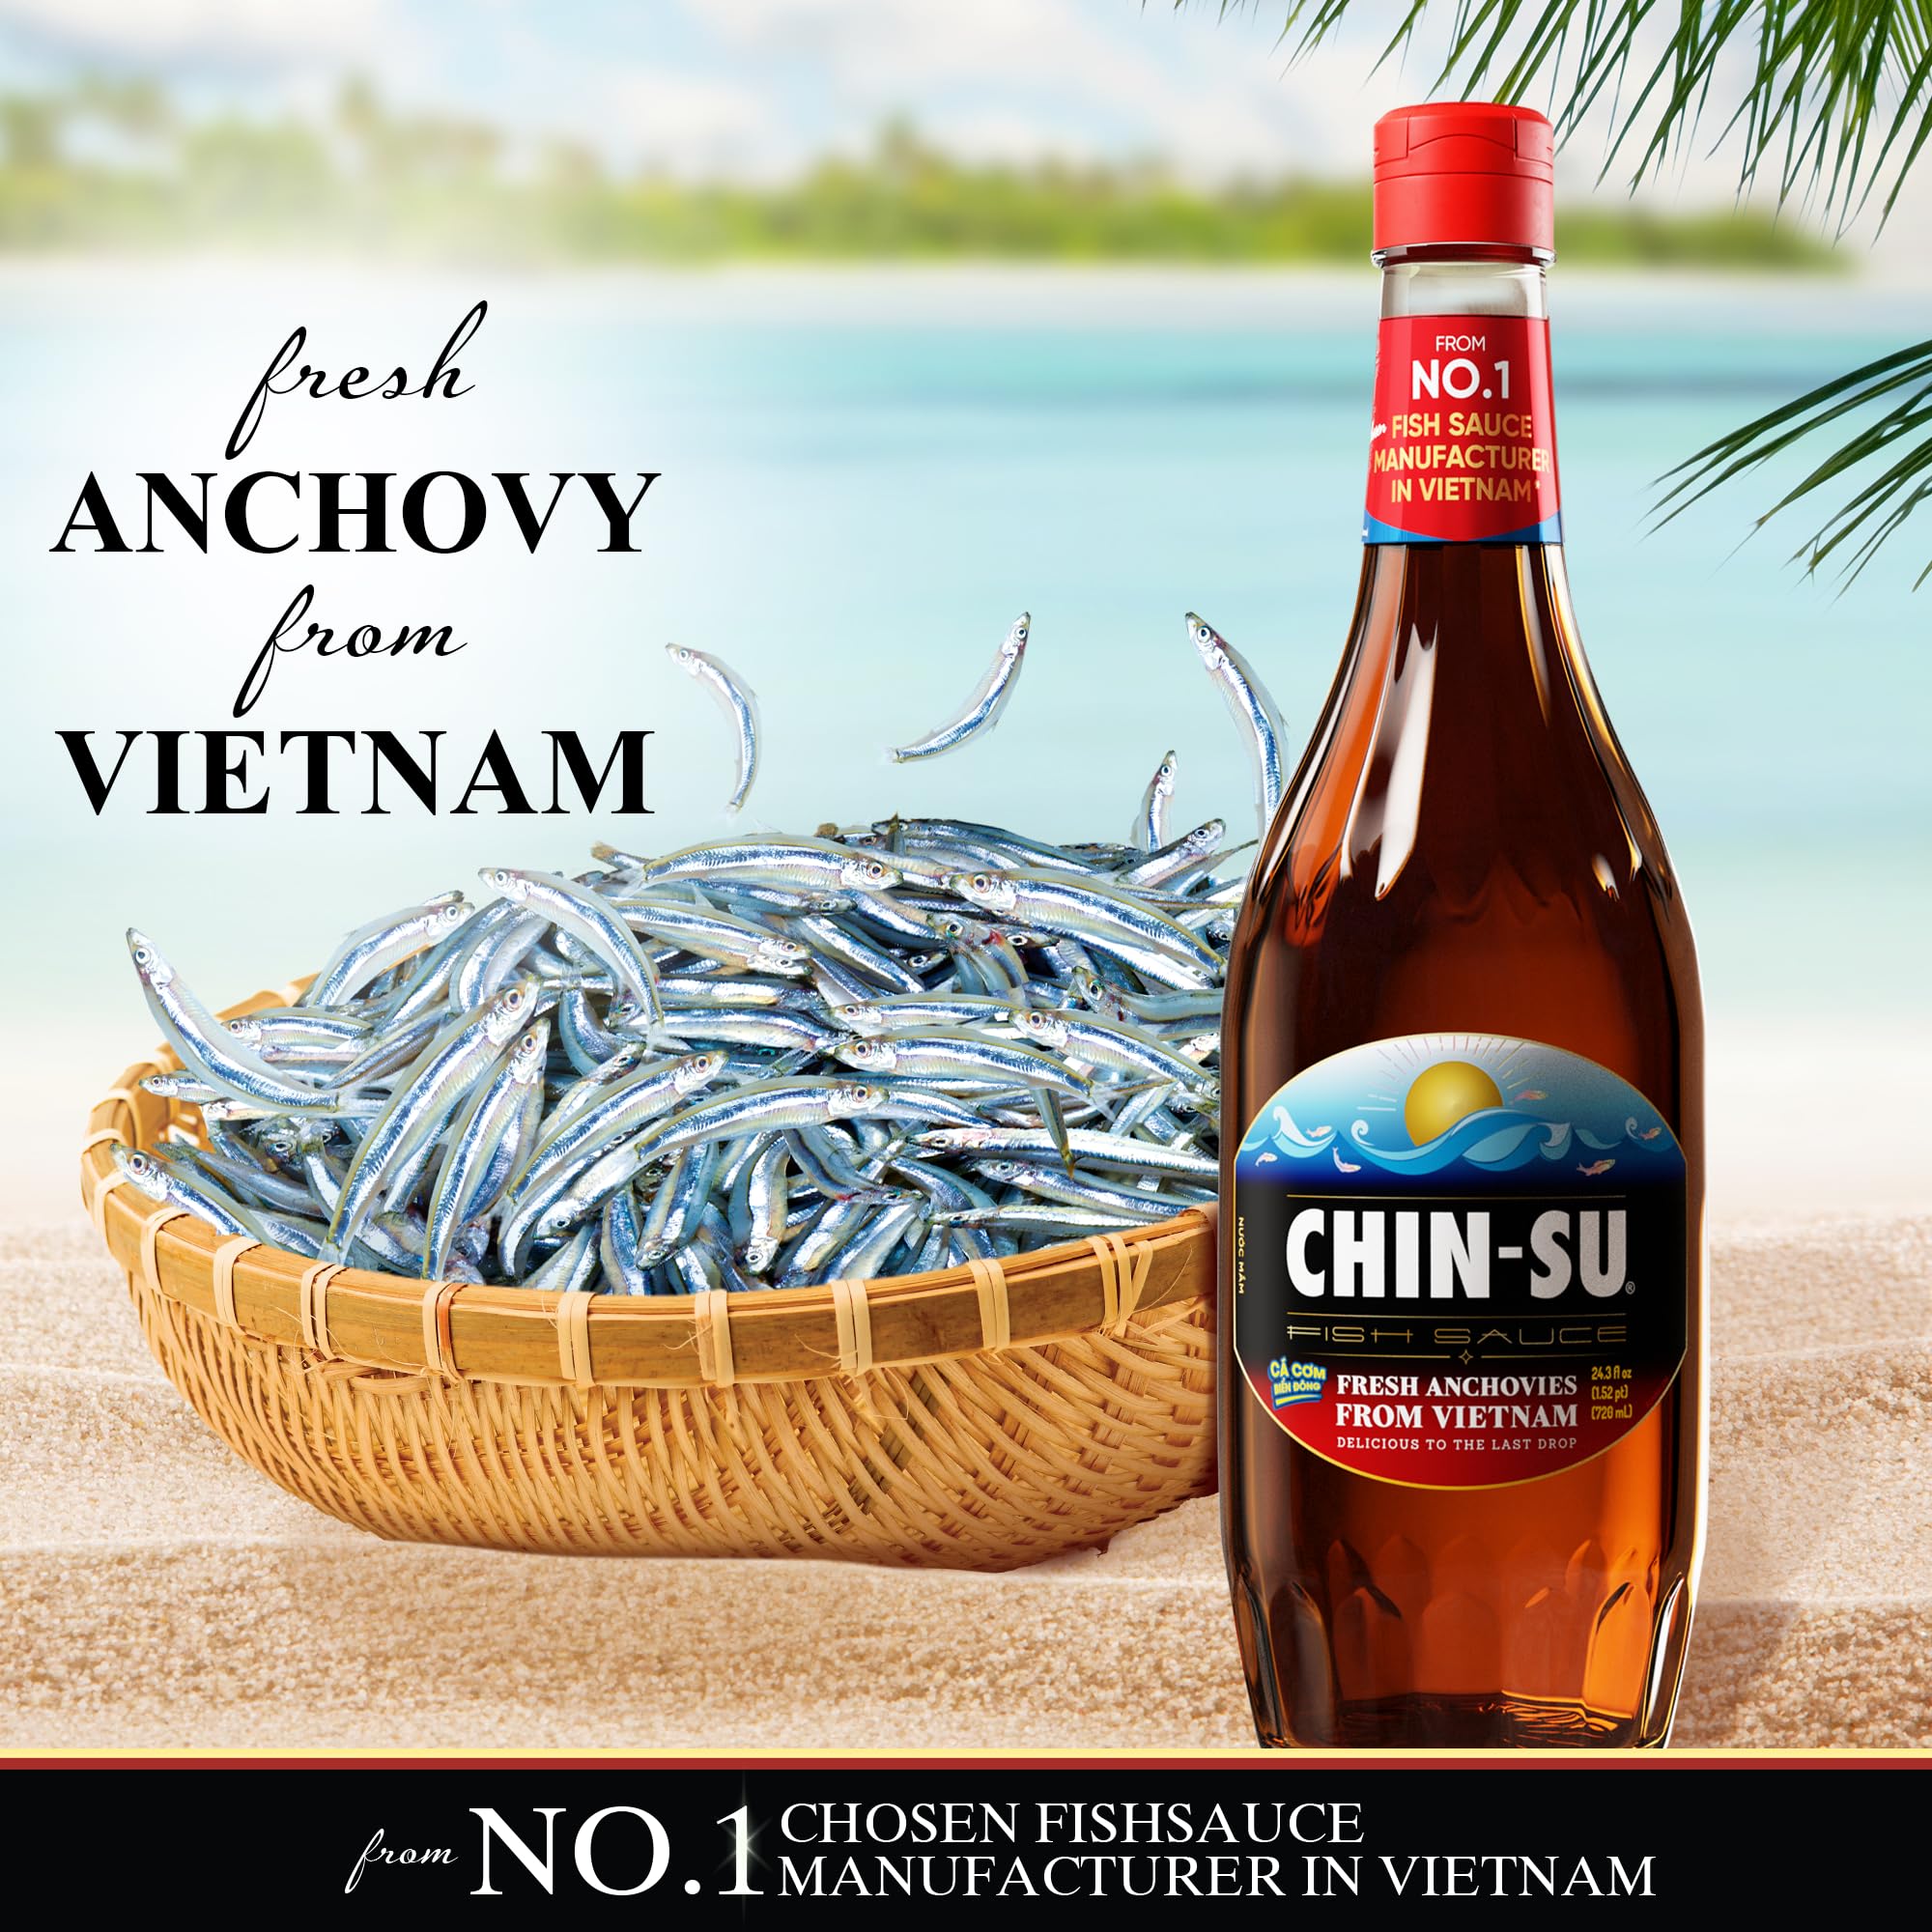 fresh
ANCHOVY
from
VIETNAM
FROM
NO.1
FISH SAUCE
MANUFACTURER
IN VIETNAM*
CHIN-SU®
FISH SAUCE
NƯỚC MẮM
CÁ CƠM
BIỂN ĐÔNG
FRESH ANCHOVIES
FROM VIETNAM
DELICIOUS TO THE LAST DROP
24.3 fl oz
(1.52 pt)
(720 mL)
from NO.1 CHOSEN FISHSAUCE
MANUFACTURER IN VIETNAM